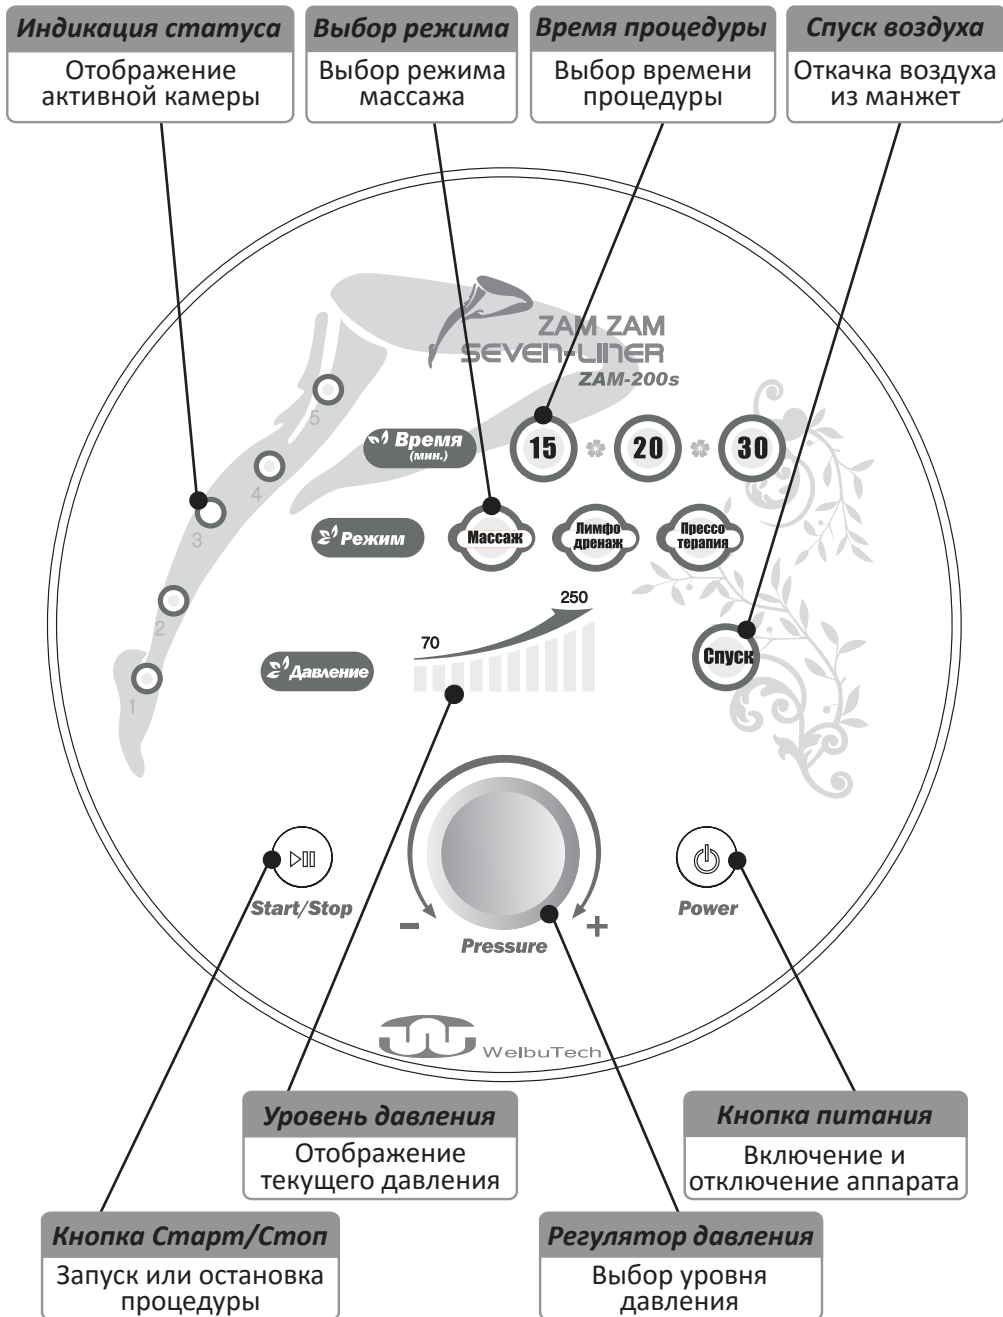 Индикация статуса
Отображение
активной камеры
Выбор режима
Выбор режима
массажа
Время процедуры
Выбор времени
процедуры
Спуск воздуха
Откачка воздуха
из манжет
ZAM ZAM
SEVEN-LINER
ZAM-200s
5
4
3
2
1
Время
(мин.)
15
20
30
Режим
Массаж
Лимфо
дренаж
Прессо
терапия
250
70
Давление
Спуск
Start/Stop
−
+
Pressure
Power
WelbuTech
Уровень давления
Отображение
текущего давления
Кнопка питания
Включение и
отключение аппарата
Кнопка Старт/Стоп
Запуск или остановка
процедуры
Регулятор давления
Выбор уровня
давления